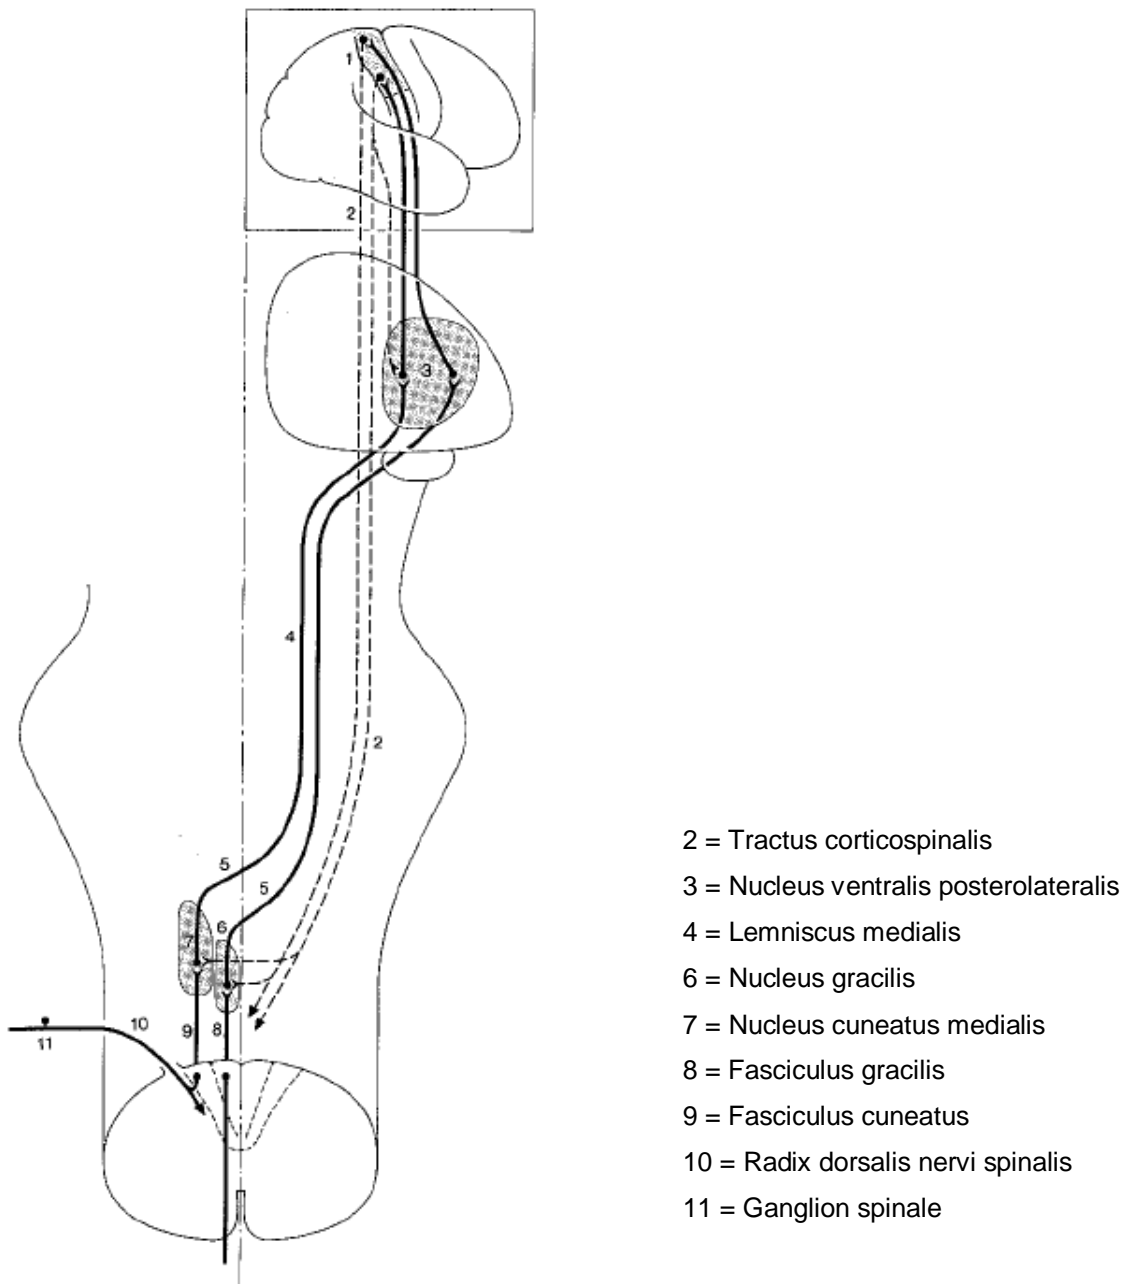 1
2
3
4
2
5
5
6
7
10
9
8
11
2 = Tractus corticospinalis
3 = Nucleus ventralis posterolateralis
4 = Lemniscus medialis
6 = Nucleus gracilis
7 = Nucleus cuneatus medialis
8 = Fasciculus gracilis
9 = Fasciculus cuneatus
10 = Radix dorsalis nervi spinalis
11 = Ganglion spinale